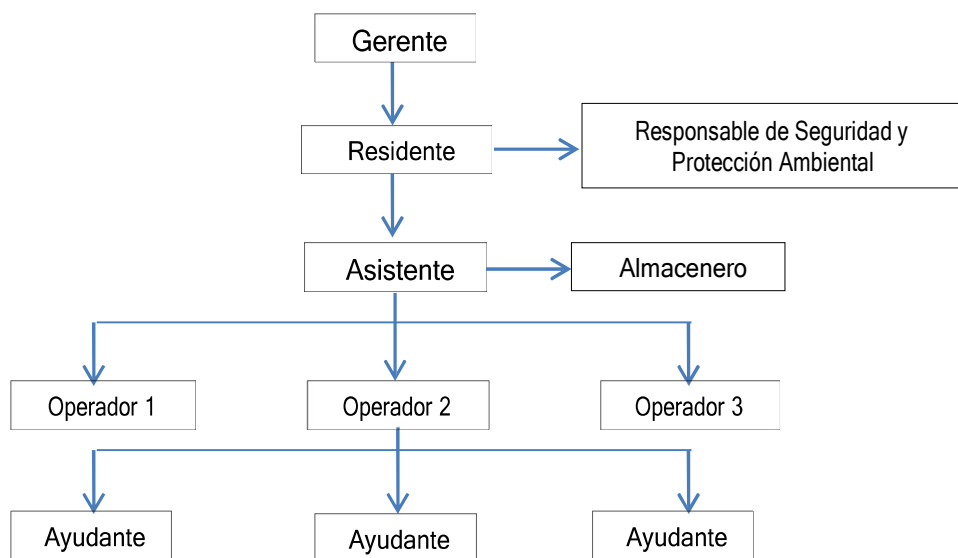 Gerente
Residente
Responsable de Seguridad y
Protección Ambiental
Asistente
Almacenero
Operador 1
Operador 2
Operador 3
Ayudante
Ayudante
Ayudante